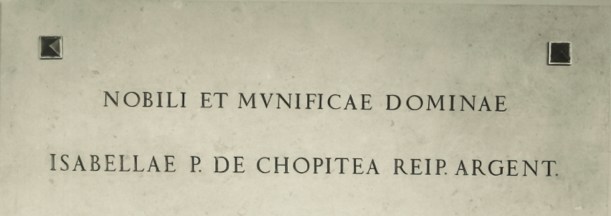 NOBILI ET MVNIFICAE DOMINAE
ISABELLAE P. DE CHOPITEA REIP. ARGENT.